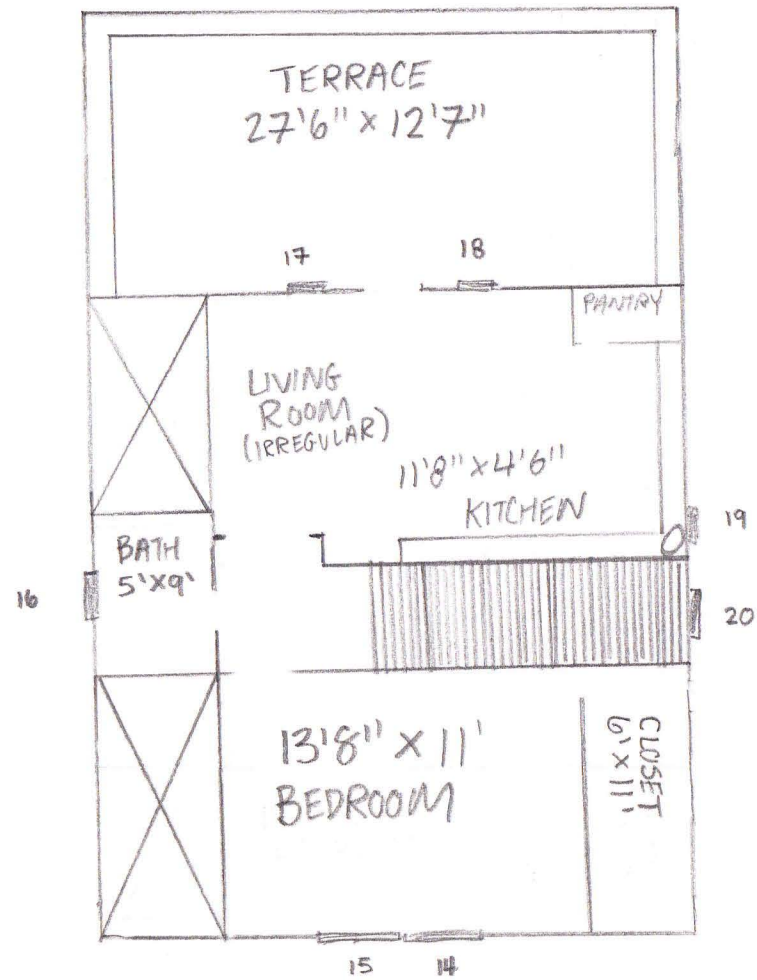 TERRACE
27'6" x 12'7"
17
18
PANTRY
LIVING
ROOM
(IRREGULAR)
11'8" x 4'6"
KITCHEN
19
BATH
5'x9'
16
20
13'8" x 11'
BEDROOM
CLOSET
6'x11'
15
14